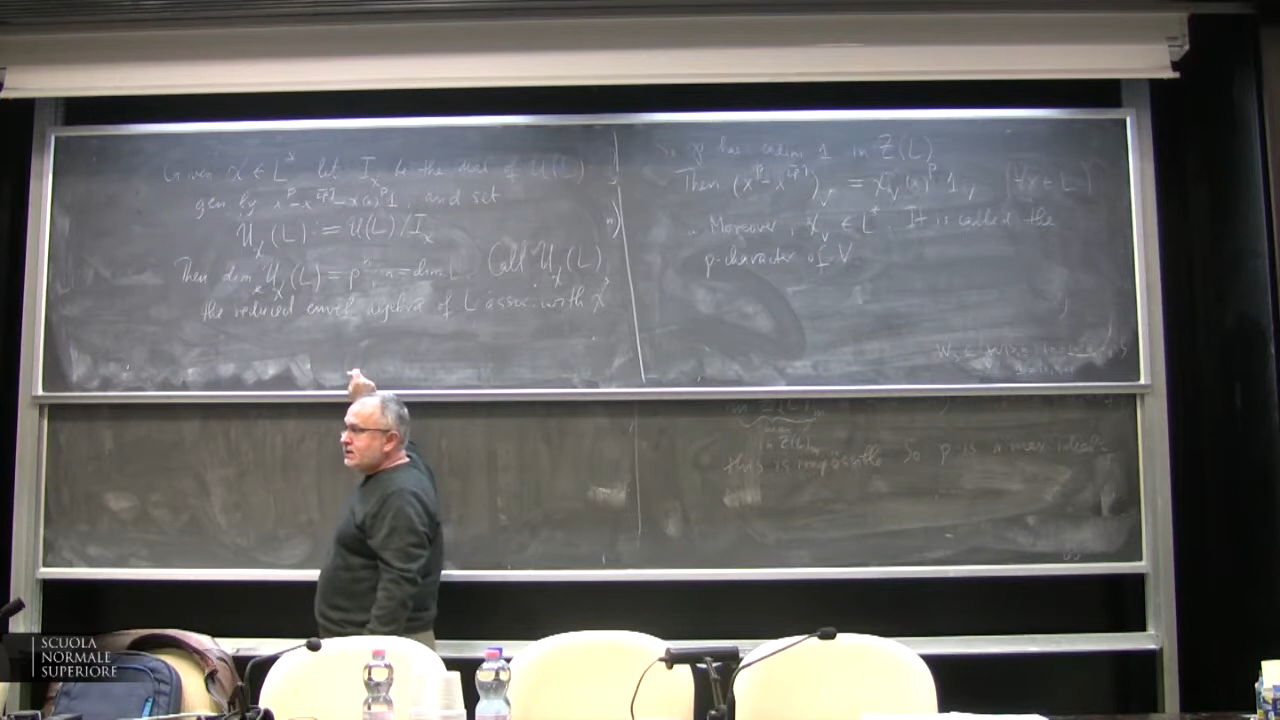 Given χ ∈ L* let I_χ be the ideal of U(L)
gen by x^p - x^[p] - χ(x)^p 1, and set
U_χ(L) := U(L)/I_χ
Then dim U_χ(L) = p^n, n = dim L. Call U_χ(L)
the reduced envel algebra of L assoc. with χ
So p has codim 1 in Z(L)
Then (x^p - x^[p])_V = χ_V(x)^p 1_V (∀x ∈ L)
Moreover, χ_V ∈ L*. It is called the
p-character of V.
this is impossible So p is a max ideal
SCUOLA
NORMALE
SUPERIORE